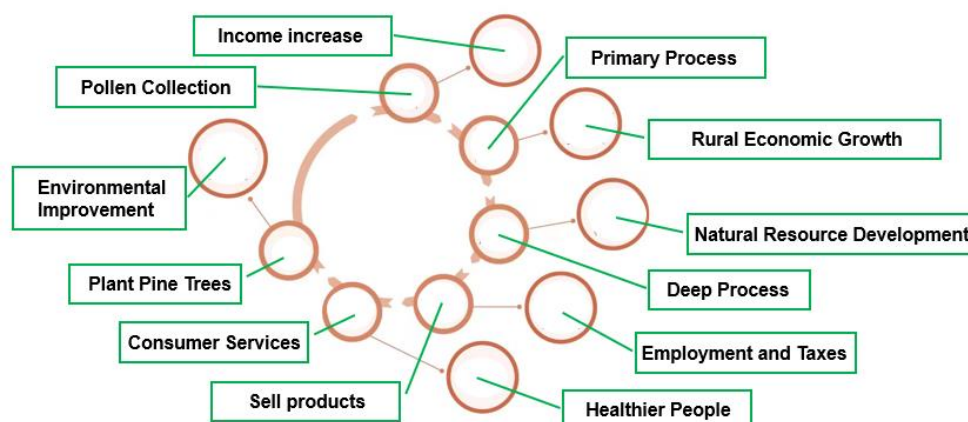 Income increase
Primary Process
Pollen Collection
Rural Economic Growth
Environmental
Improvement
Natural Resource Development
Plant Pine Trees
Deep Process
Consumer Services
Employment and Taxes
Sell products
Healthier People